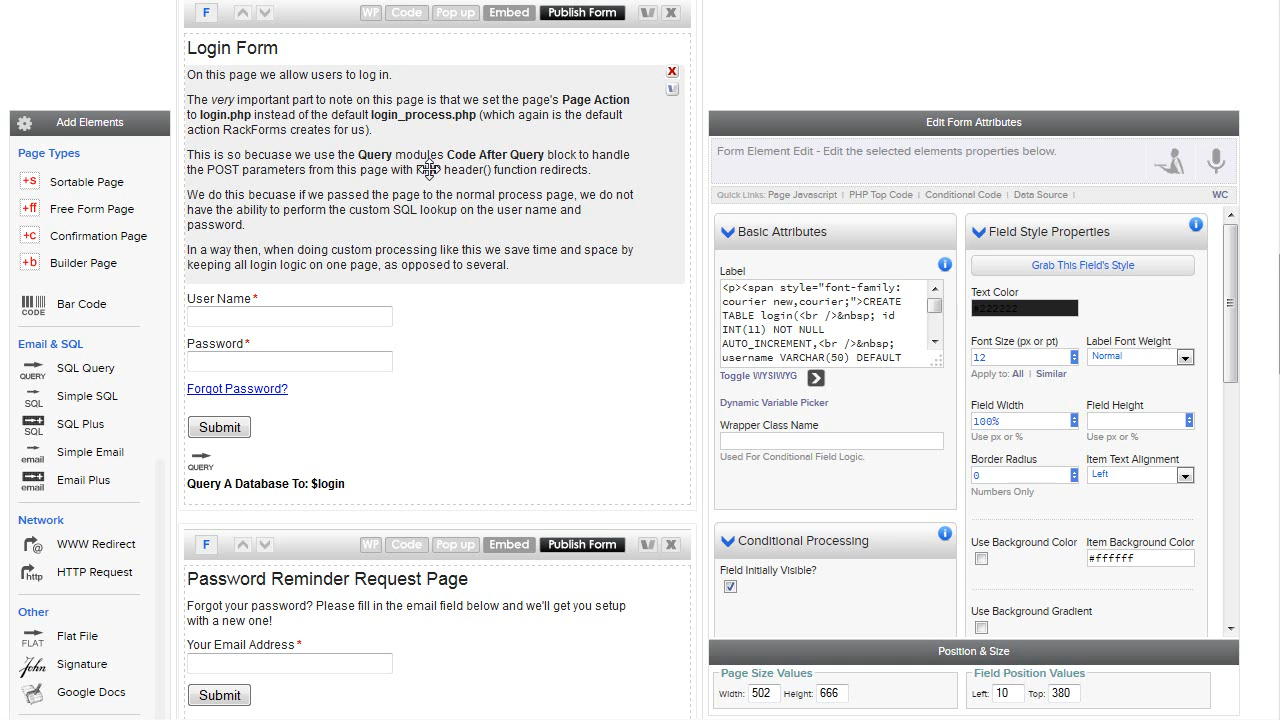 F
WP
Code
Pop up
Embed
Publish Form
X
Login Form
On this page we allow users to log in.
X
The very important part to note on this page is that we set the page's Page Action
to login.php instead of the default login_process.php (which again is the default
action RackForms creates for us).
This is so becuase we use the Query modules Code After Query block to handle
the POST parameters from this page with header() function redirects.
We do this becuase if we passed the page to the normal process page, we do not
have the ability to perform the custom SQL lookup on the user name and
password.
In a way then, when doing custom processing like this we save time and space by
keeping all login logic on one page, as opposed to several.
User Name*
Password*
Forgot Password?
Submit
QUERY
Query A Database To: $login
F
WP
Code
Pop up
Embed
Publish Form
X
Password Reminder Request Page
Forgot your password? Please fill in the email field below and we'll get you setup
with a new one!
Your Email Address*
Submit
Add Elements
Page Types
+s Sortable Page
+ff Free Form Page
+c Confirmation Page
+b Builder Page
CODE Bar Code
Email & SQL
QUERY SQL Query
SQL Simple SQL
SQL SQL Plus
email Simple Email
email Email Plus
Network
@ WWW Redirect
http HTTP Request
Other
FLAT Flat File
John Signature
Google Docs
Edit Form Attributes
Form Element Edit - Edit the selected elements properties below.
Quick Links: Page Javascript | PHP Top Code | Conditional Code | Data Source |
WC
Basic Attributes
Label
<p><span style="font-family:
courier new,courier;">CREATE
TABLE login(<br />&nbsp; id
INT(11) NOT NULL
AUTO_INCREMENT,<br />&nbsp;
username VARCHAR(50) DEFAULT
Toggle WYSIWYG
Dynamic Variable Picker
Wrapper Class Name
Used For Conditional Field Logic.
Conditional Processing
Field Initially Visible?
Field Style Properties
Grab This Field's Style
Text Color
#222222
Font Size (px or pt)
Label Font Weight
12
Normal
Apply to: All | Similar
Field Width
Field Height
100%
Use px or %
Use px or %
Border Radius
Item Text Alignment
0
Left
Numbers Only
Use Background Color
Item Background Color
#ffffff
Use Background Gradient
Position & Size
Page Size Values
Width: 502 Height: 666
Field Position Values
Left: 10 Top: 380